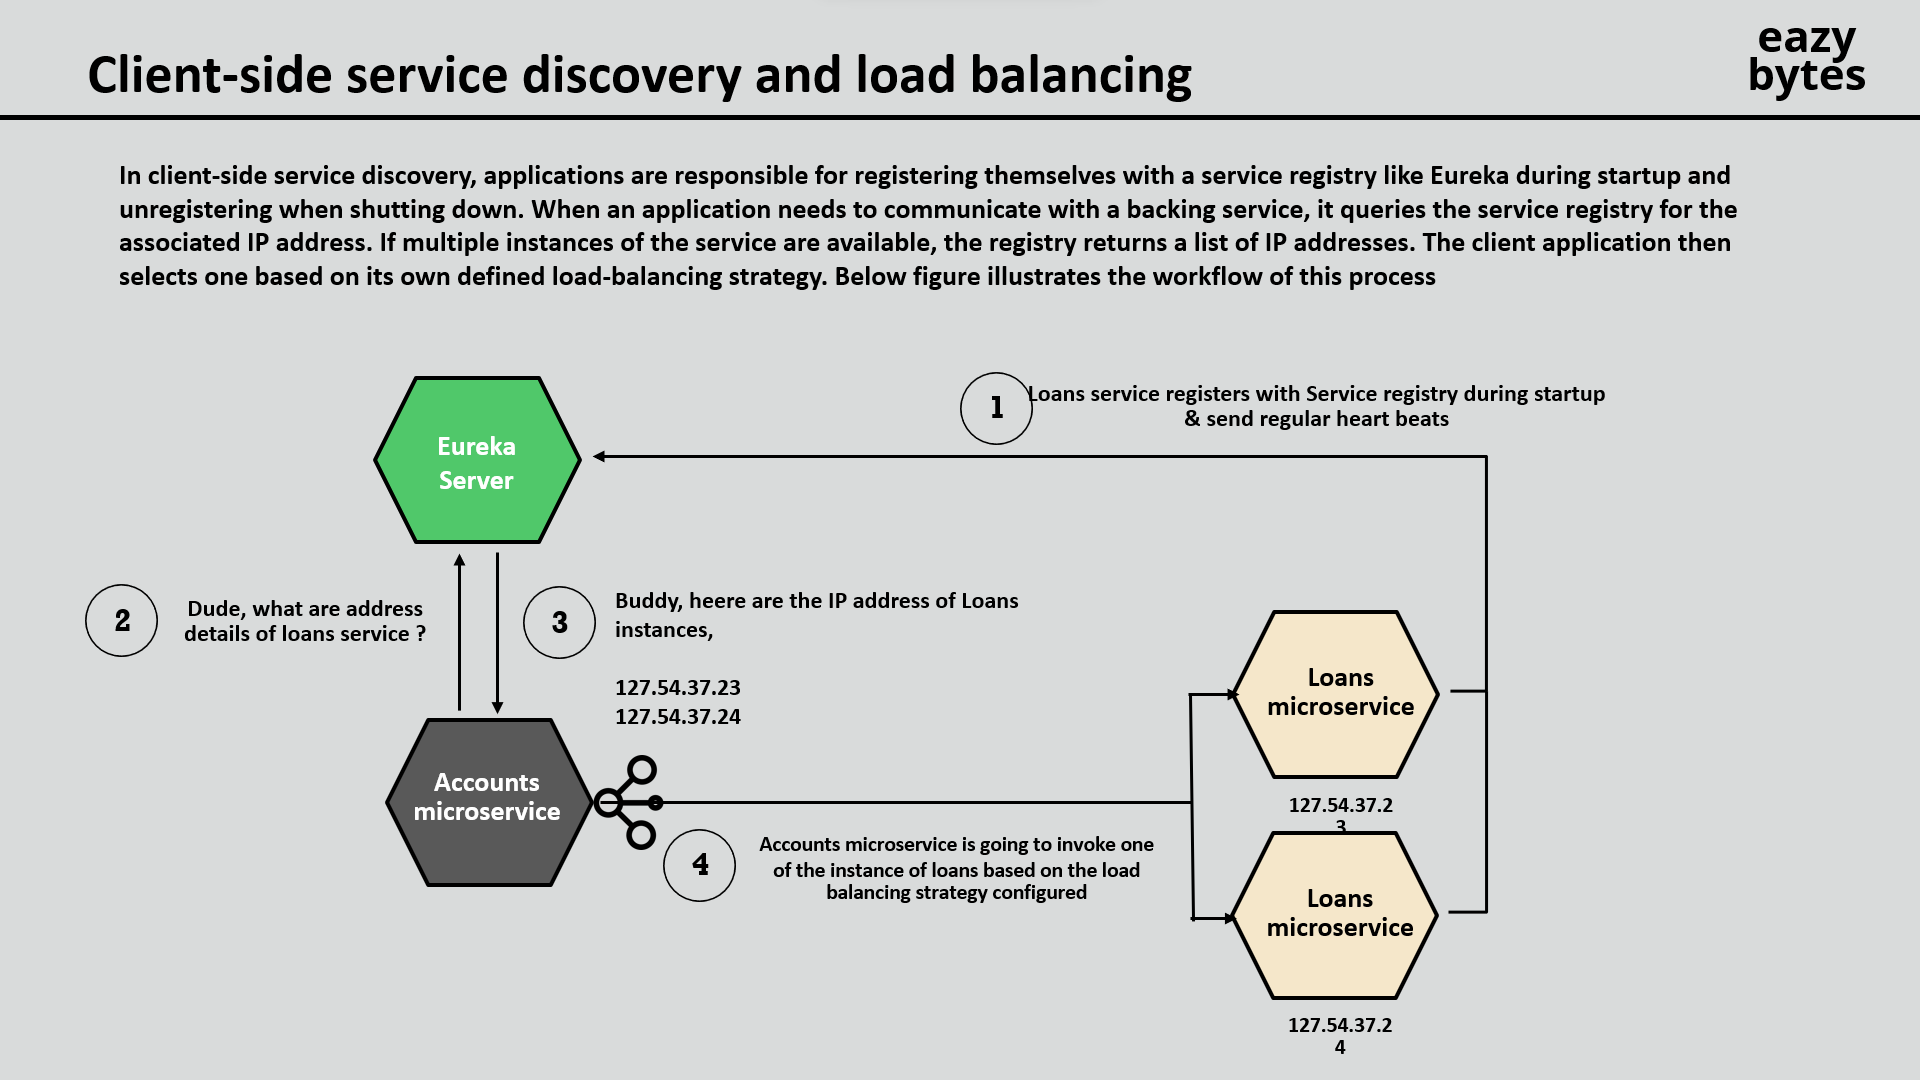 Client-side service discovery and load balancing
eazy
bytes
In client-side service discovery, applications are responsible for registering themselves with a service registry like Eureka during startup and
unregistering when shutting down. When an application needs to communicate with a backing service, it queries the service registry for the
associated IP address. If multiple instances of the service are available, the registry returns a list of IP addresses. The client application then
selects one based on its own defined load-balancing strategy. Below figure illustrates the workflow of this process
1
Loans service registers with Service registry during startup
& send regular heart beats
Eureka
Server
2
Dude, what are address
details of loans service ?
3
Buddy, heere are the IP address of Loans
instances,
127.54.37.23
127.54.37.24
Loans
microservice
127.54.37.2
3
Accounts
microservice
4
Accounts microservice is going to invoke one
of the instance of loans based on the load
balancing strategy configured
Loans
microservice
127.54.37.2
4